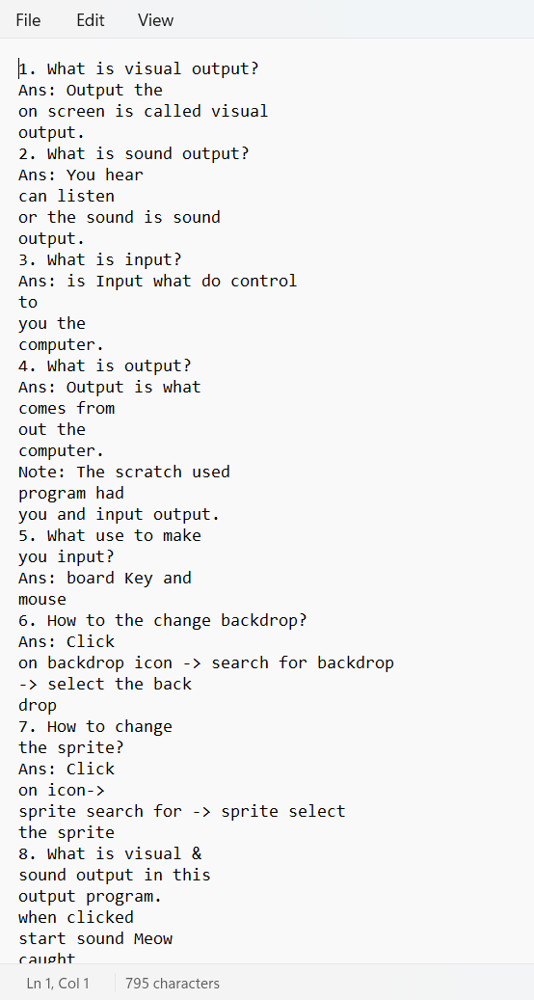 File Edit View
1. What is visual output?
Ans: Output the
on screen is called visual
output.
2. What is sound output?
Ans: You hear
can listen
or the sound is sound
output.
3. What is input?
Ans: is Input what do control
to
you the
computer.
4. What is output?
Ans: Output is what
comes from
out the
computer.
Note: The scratch used
program had
you and input output.
5. What use to make
you input?
Ans: board Key and
mouse
6. How to the change backdrop?
Ans: Click
on backdrop icon -> search for backdrop
-> select the back
drop
7. How to change
the sprite?
Ans: Click
on icon->
sprite search for -> sprite select
the sprite
8. What is visual &
sound output in this
output program.
when clicked
start sound Meow
caught
Ln 1, Col 1 795 characters